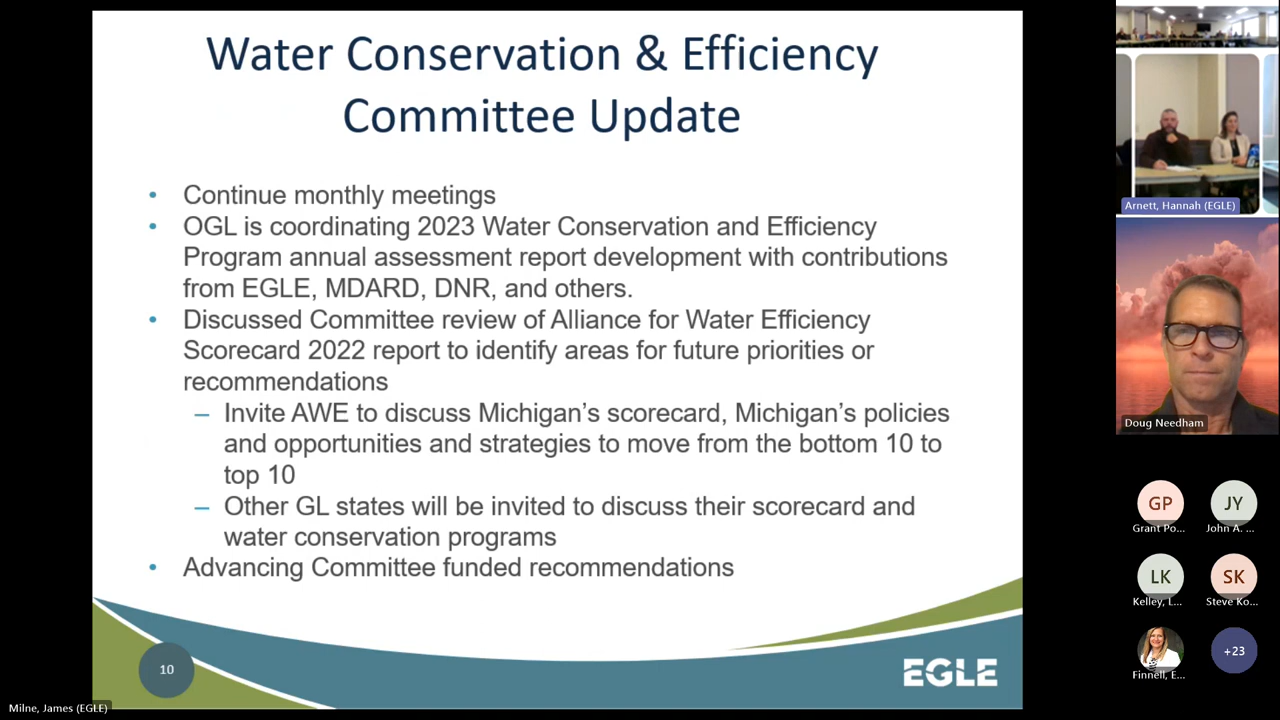 Water Conservation & Efficiency
Committee Update
• Continue monthly meetings
• OGL is coordinating 2023 Water Conservation and Efficiency
Program annual assessment report development with contributions
from EGLE, MDARD, DNR, and others.
• Discussed Committee review of Alliance for Water Efficiency
Scorecard 2022 report to identify areas for future priorities or
recommendations
– Invite AWE to discuss Michigan's scorecard, Michigan's policies
and opportunities and strategies to move from the bottom 10 to
top 10
– Other GL states will be invited to discuss their scorecard and
water conservation programs
• Advancing Committee funded recommendations
10
EGLE
Milne, James (EGLE)
Arnett, Hannah (EGLE)
Doug Needham
GP
Grant Po...
JY
John A. ...
LK
Kelley, L...
SK
Steve Ko...
Finnell, E...
+23